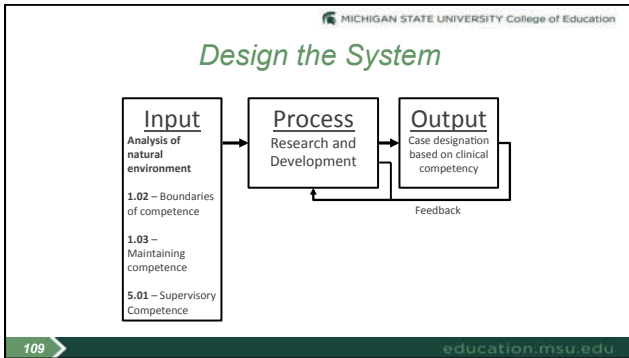 MICHIGAN STATE UNIVERSITY College of Education
Design the System
Input
Analysis of
natural
environment
1.02 – Boundaries
of competence
1.03 –
Maintaining
competence
5.01 – Supervisory
Competence
Process
Research and
Development
Output
Case designation
based on clinical
competency
Feedback
109
education.msu.edu